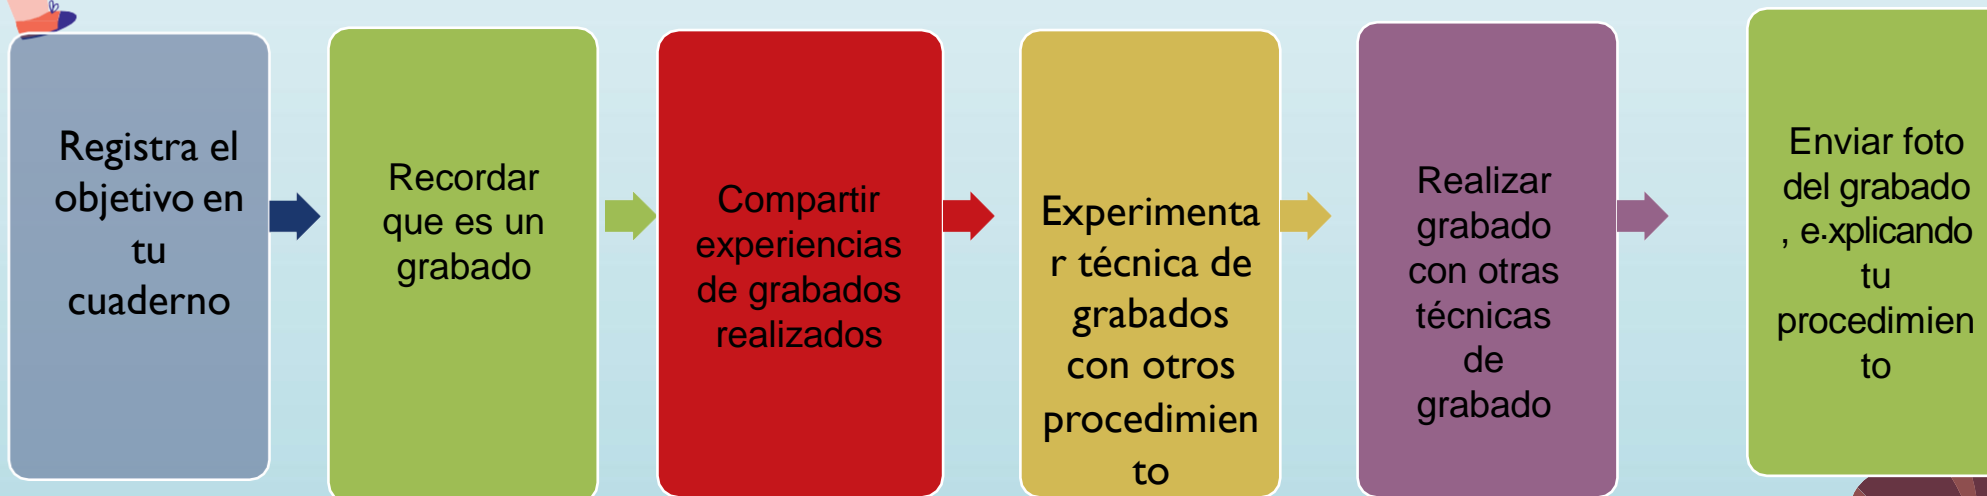 Registra el
objetivo en
tu
cuaderno
Recordar
que es un
grabado
Compartir
experiencias
de grabados
realizados
Experimenta
r técnica de
grabados
con otros
procedimien
to
Realizar
grabado
con otras
técnicas
de
grabado
Enviar foto
del grabado
, e.xplicando
tu
procedimien
to